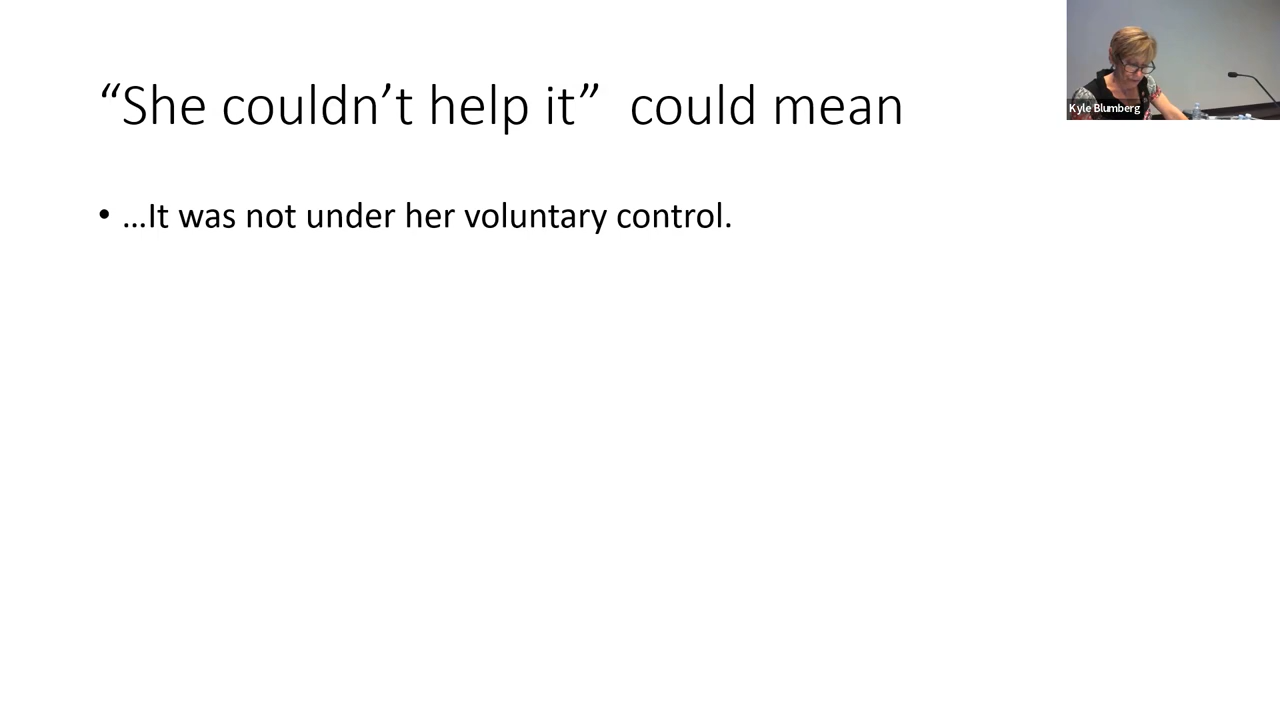 “She couldn’t help it”  could mean
Kyle Blumberg
• …It was not under her voluntary control.